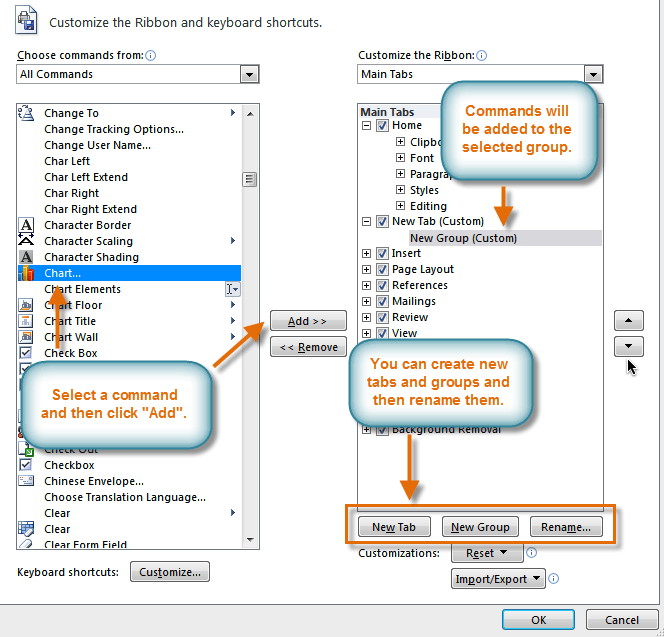 Customize the Ribbon and keyboard shortcuts.
Choose commands from:
All Commands
Change To
Change Tracking Options...
Change User Name...
Char Left
Char Left Extend
Char Right
Char Right Extend
Character Border
Character Scaling
Character Shading
Chart...
Chart Elements
Chart Floor
Chart Title
Chart Wall
Check Box
Select a command
and then click "Add".
Check Out
Checkbox
Chinese Envelope...
Choose Translation Language...
Clear
Clear
Clear Form Field
Keyboard shortcuts:
Customize...
Add >>
<< Remove
Customize the Ribbon:
Main Tabs
Main Tabs
Commands will
be added to the
selected group.
Home
Clipbo
Font
Paragrap
Styles
Editing
New Tab (Custom)
New Group (Custom)
Insert
Page Layout
References
Mailings
Review
View
You can create new
tabs and groups and
then rename them.
Background Removal
New Tab
New Group
Rename...
Customizations:
Reset
Import/Export
OK
Cancel